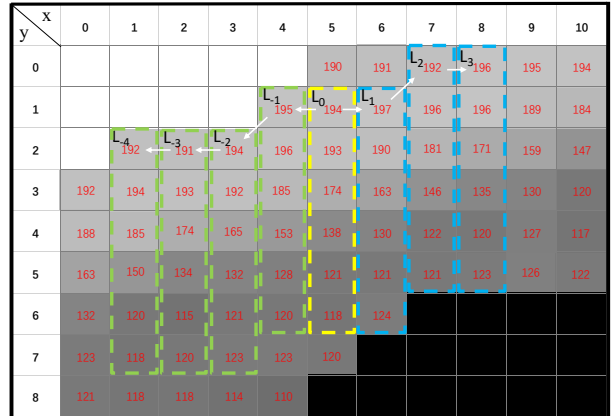 x
y
0 1 2 3 4 5 6 7 8 9 10
0 190 191 L2 192 L3 196 195 194
1 L-1 195 L0 194 L1 197 196 196 189 184
2 L-4 192 L-3 191 L-2 194 196 193 190 181 171 159 147
3 192 194 193 192 185 174 163 146 135 130 120
4 188 185 174 165 153 138 130 122 120 127 117
5 163 150 134 132 128 121 121 121 123 126 122
6 132 120 115 121 120 118 124
7 123 118 120 123 123 120
8 121 118 118 114 110